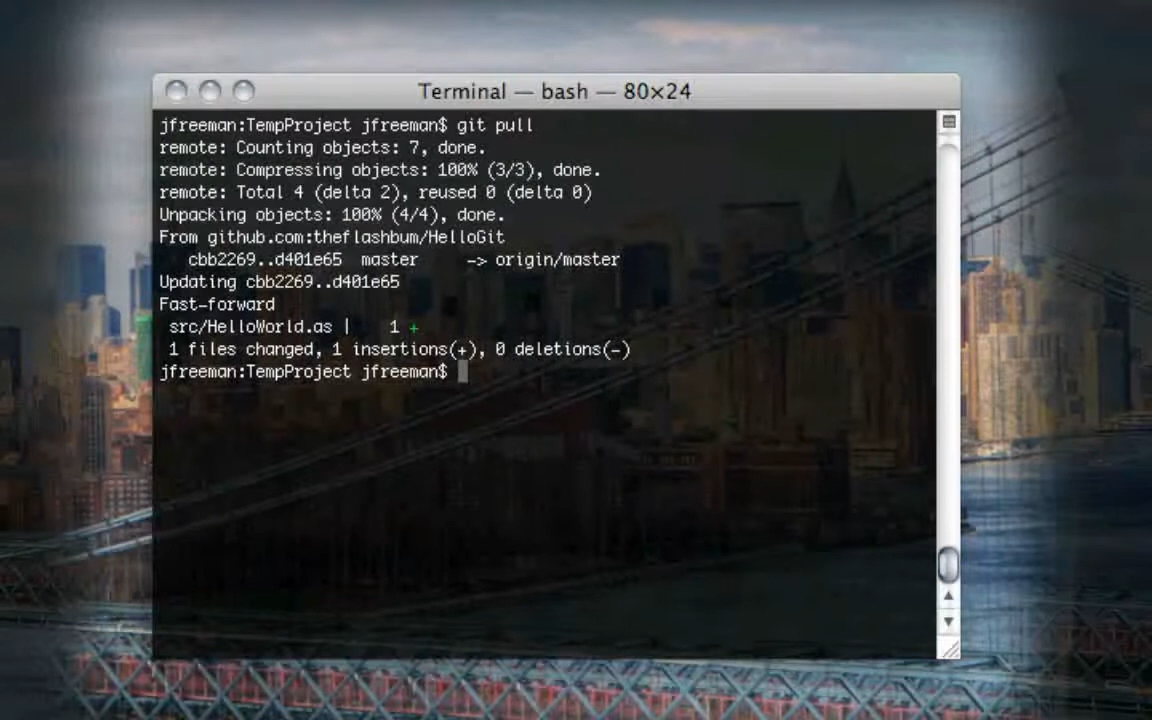 Terminal — bash — 80×24
jfreeman:TempProject jfreeman$ git pull
remote: Counting objects: 7, done.
remote: Compressing objects: 100% (3/3), done.
remote: Total 4 (delta 2), reused 0 (delta 0)
Unpacking objects: 100% (4/4), done.
From github.com:theflashbum/HelloGit
   cbb2269..d401e65  master     -> origin/master
Updating cbb2269..d401e65
Fast-forward
 src/HelloWorld.as |    1 +
 1 files changed, 1 insertions(+), 0 deletions(-)
jfreeman:TempProject jfreeman$